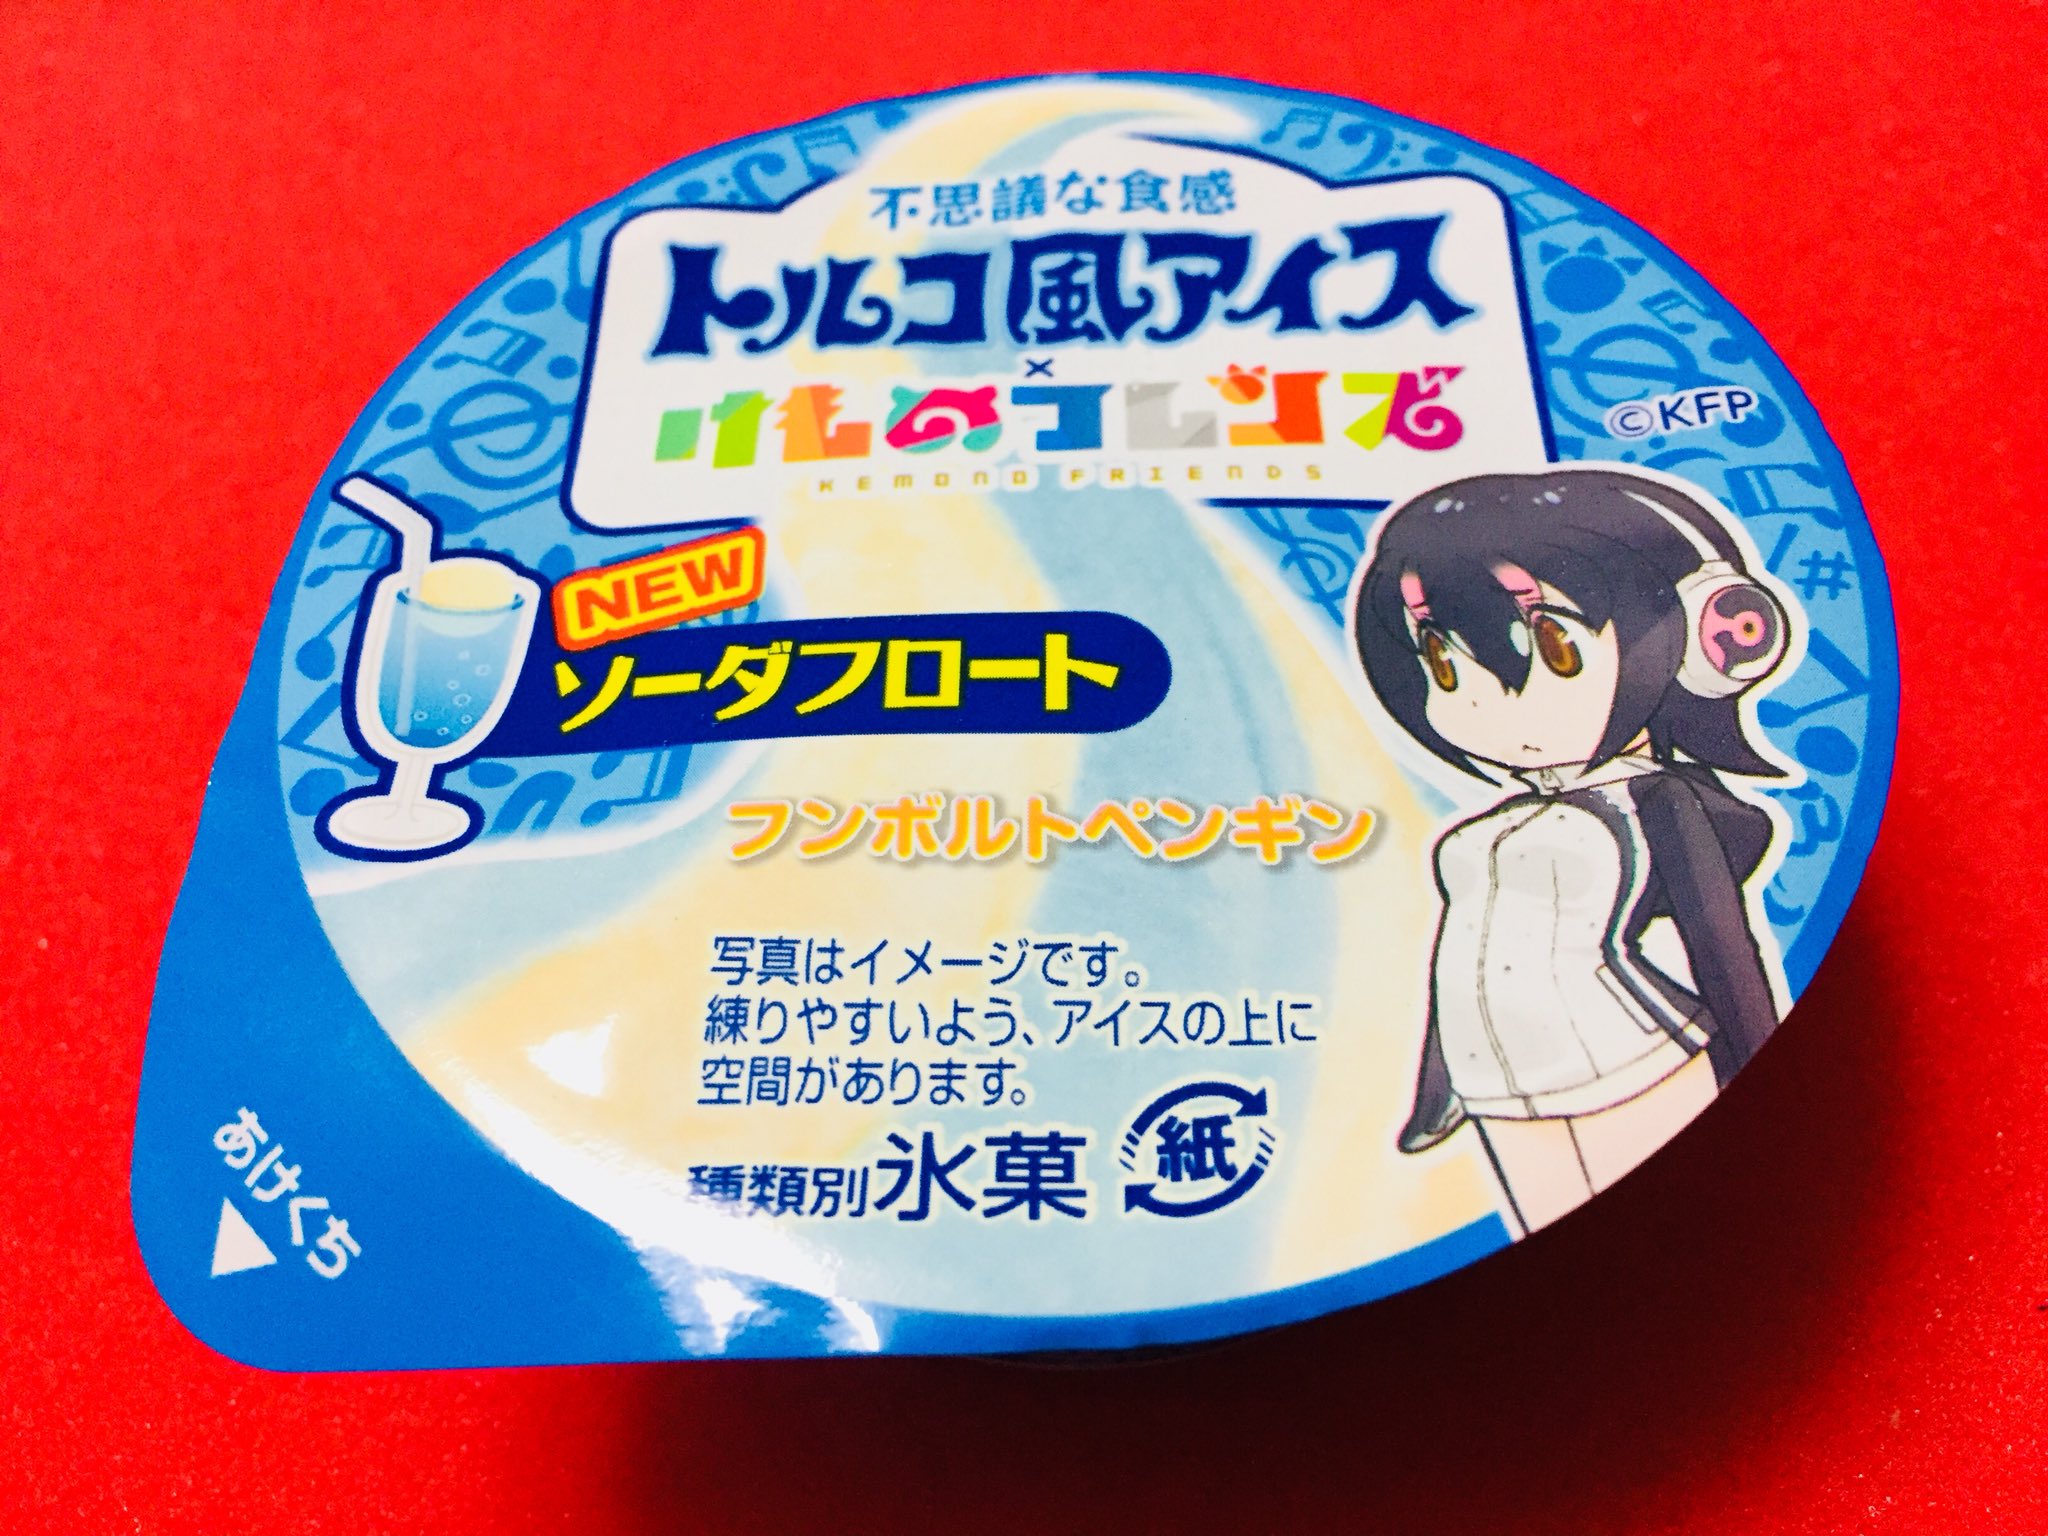 不思議な食感
トルコ風アイス
×
けものフレンズ
KEMONO FRIENDS
©KFP
NEW
ソーダフロート
フンボルトペンギン
写真はイメージです。
練りやすいよう、アイスの上に
空間があります。
種類別氷菓
紙
あけくち